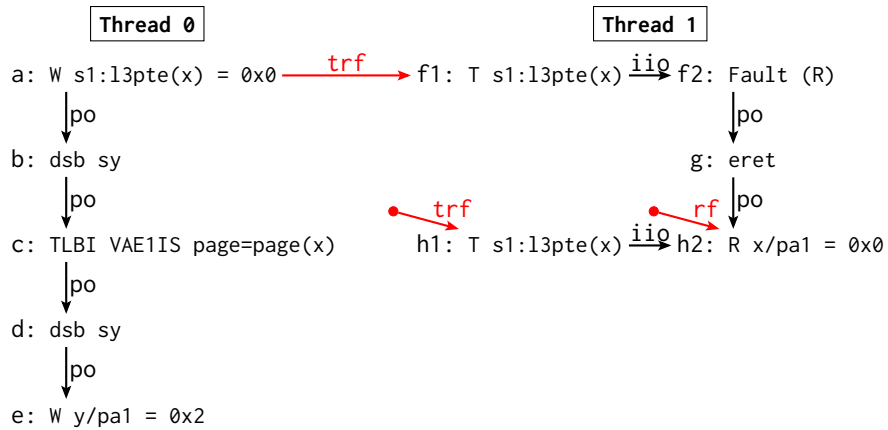 Thread 0
Thread 1
a: W s1:l3pte(x) = 0x0
trf
f1: T s1:l3pte(x)
iio
f2: Fault (R)
po
po
b: dsb sy
g: eret
po
po
trf
rf
c: TLBI VAE1IS page=page(x)
h1: T s1:l3pte(x)
iio
h2: R x/pa1 = 0x0
po
d: dsb sy
po
e: W y/pa1 = 0x2